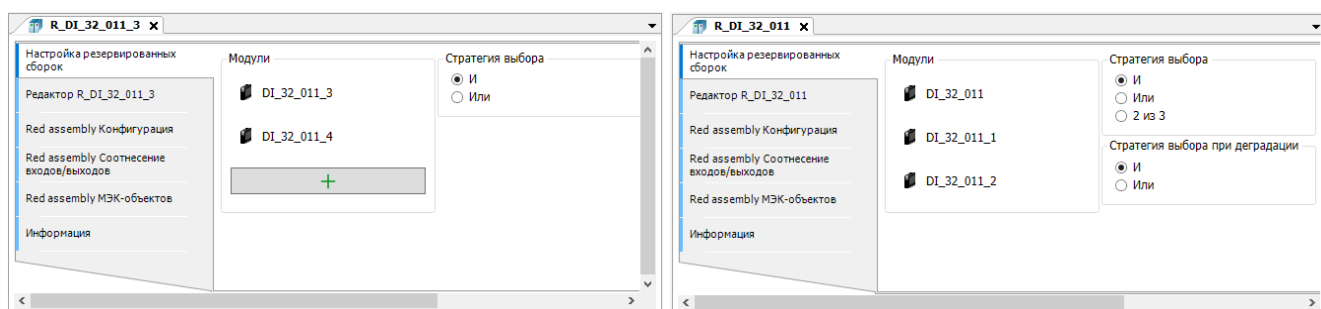 R_DI_32_011_3 x
Настройка резервированных
сборок
Редактор R_DI_32_011_3
Red assembly Конфигурация
Red assembly Соотнесение
входов/выходов
Red assembly МЭК-объектов
Информация
Модули
DI_32_011_3
DI_32_011_4
+
Стратегия выбора
И
Или
R_DI_32_011 x
Настройка резервированных
сборок
Редактор R_DI_32_011
Red assembly Конфигурация
Red assembly Соотнесение
входов/выходов
Red assembly МЭК-объектов
Информация
Модули
DI_32_011
DI_32_011_1
DI_32_011_2
Стратегия выбора
И
Или
2 из 3
Стратегия выбора при деградации
И
Или